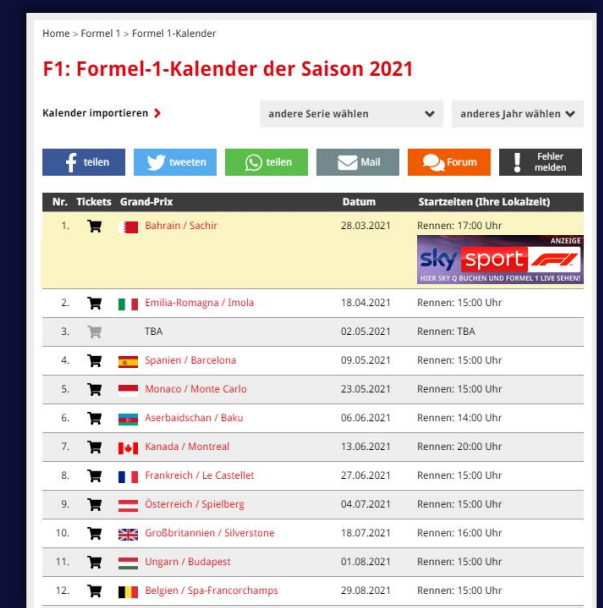 Home > Formel 1 > Formel 1-Kalender
F1: Formel-1-Kalender der Saison 2021
Kalender importieren andere Serie wählen anderes Jahr wählen
teilen tweeten teilen Mail Forum Fehler melden
Nr. Tickets Grand-Prix Datum Startzeiten (Ihre Lokalzeit)
1. Bahrain / Sachir 28.03.2021 Rennen: 17:00 Uhr
ANZEIGE
sky sport F1
HIER SKY Q BUCHEN UND FORMEL 1 LIVE SEHEN!
2. Emilia-Romagna / Imola 18.04.2021 Rennen: 15:00 Uhr
3. TBA 02.05.2021 Rennen: TBA
4. Spanien / Barcelona 09.05.2021 Rennen: 15:00 Uhr
5. Monaco / Monte Carlo 23.05.2021 Rennen: 15:00 Uhr
6. Aserbaidschan / Baku 06.06.2021 Rennen: 14:00 Uhr
7. Kanada / Montreal 13.06.2021 Rennen: 20:00 Uhr
8. Frankreich / Le Castellet 27.06.2021 Rennen: 15:00 Uhr
9. Österreich / Spielberg 04.07.2021 Rennen: 15:00 Uhr
10. Großbritannien / Silverstone 18.07.2021 Rennen: 16:00 Uhr
11. Ungarn / Budapest 01.08.2021 Rennen: 15:00 Uhr
12. Belgien / Spa-Francorchamps 29.08.2021 Rennen: 15:00 Uhr